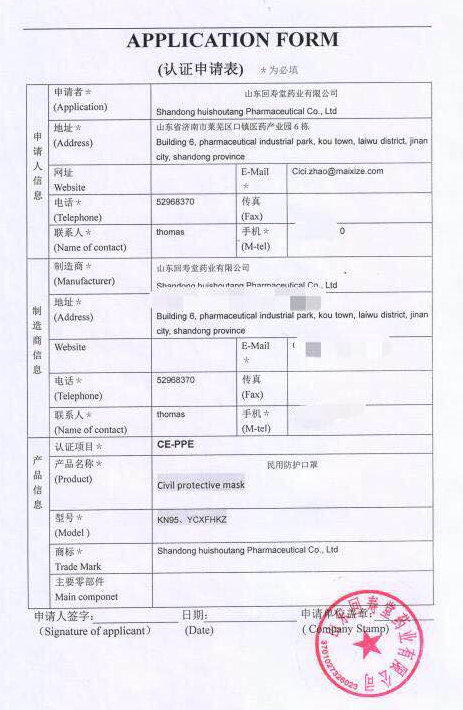 APPLICATION FORM
(认证申请表) *为必填
申请人信息
申请者* 山东回寿堂药业有限公司
(Application) Shandong huishoutang Pharmaceutical Co., Ltd
地址* 山东省济南市莱芜区口镇医药产业园6栋
(Address) Building 6, pharmaceutical industrial park, kou town, laiwu district, jinan
city, shandong province
网址 E-Mail Cici.zhao@maixize.com
Website *
电话* 52968370 传真
(Telephone) (Fax)
联系人* thomas 手机* 0
(Name of contact) (M-tel)
制造商信息
制造商* 山东回寿堂药业有限公司
(Manufacturer) Shandong huishoutang Pharmaceutical Co., Ltd
地址*
(Address) Building 6, pharmaceutical industrial park, kou town, laiwu district, jinan
city, shandong province
Website E-Mail (
*
电话* 52968370 传真
(Telephone) (Fax)
联系人* thomas 手机*
(Name of contact) (M-tel)
产品信息
认证项目* CE-PPE
产品名称* 民用防护口罩
(Product) Civil protective mask
型号* KN95、YCXFHKZ
(Model )
商标* Shandong huishoutang Pharmaceutical Co., Ltd
Trade Mark
主要零部件
Main componet
申请人签字: 日期: 申请单位盖章:
(Signature of applicant) (Date) (Company Stamp)
山东回寿堂药业有限公司
3701027326023